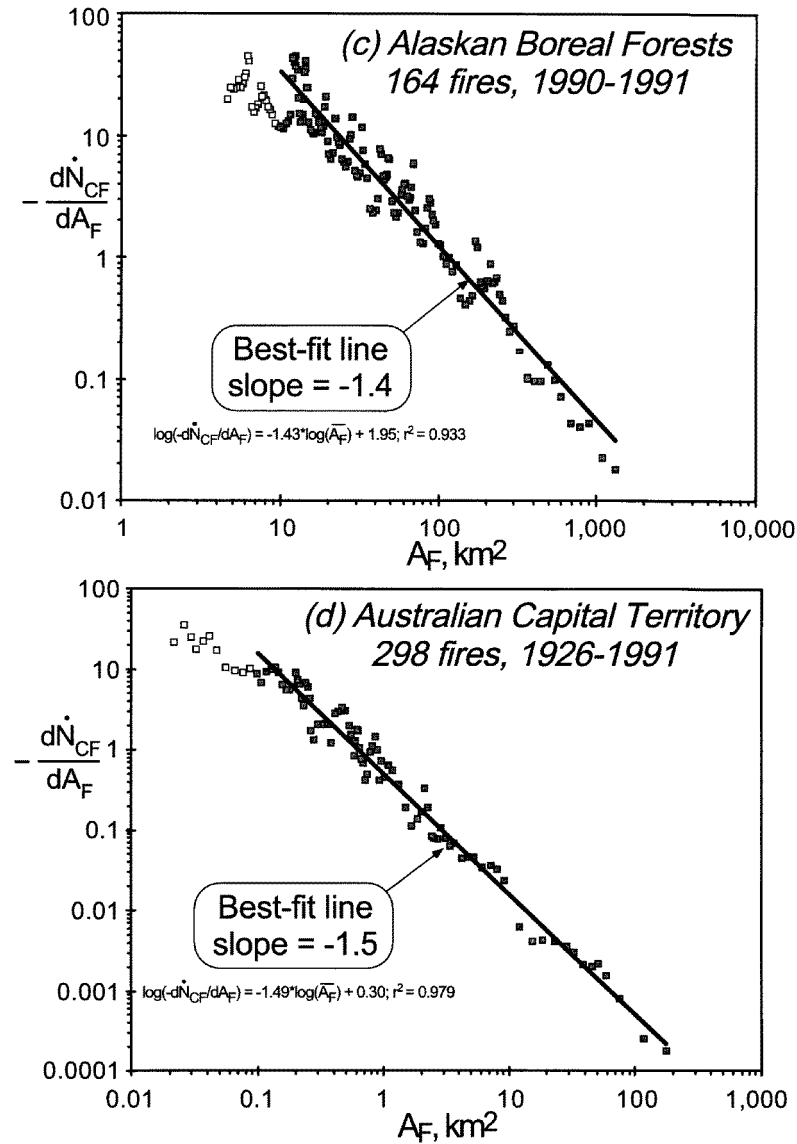 100
10
1
0.1
0.01
- dṄCF
dAF
(c) Alaskan Boreal Forests
164 fires, 1990-1991
Best-fit line
slope = -1.4
log(-dṄCF/dAF) = -1.43*log(A̅F) + 1.95; r² = 0.933
1 10 100 1,000 10,000
AF, km²
100
10
1
0.1
0.01
0.001
0.0001
- dṄCF
dAF
(d) Australian Capital Territory
298 fires, 1926-1991
Best-fit line
slope = -1.5
log(-dṄCF/dAF) = -1.49*log(A̅F) + 0.30; r² = 0.979
0.01 0.1 1 10 100 1,000
AF, km²